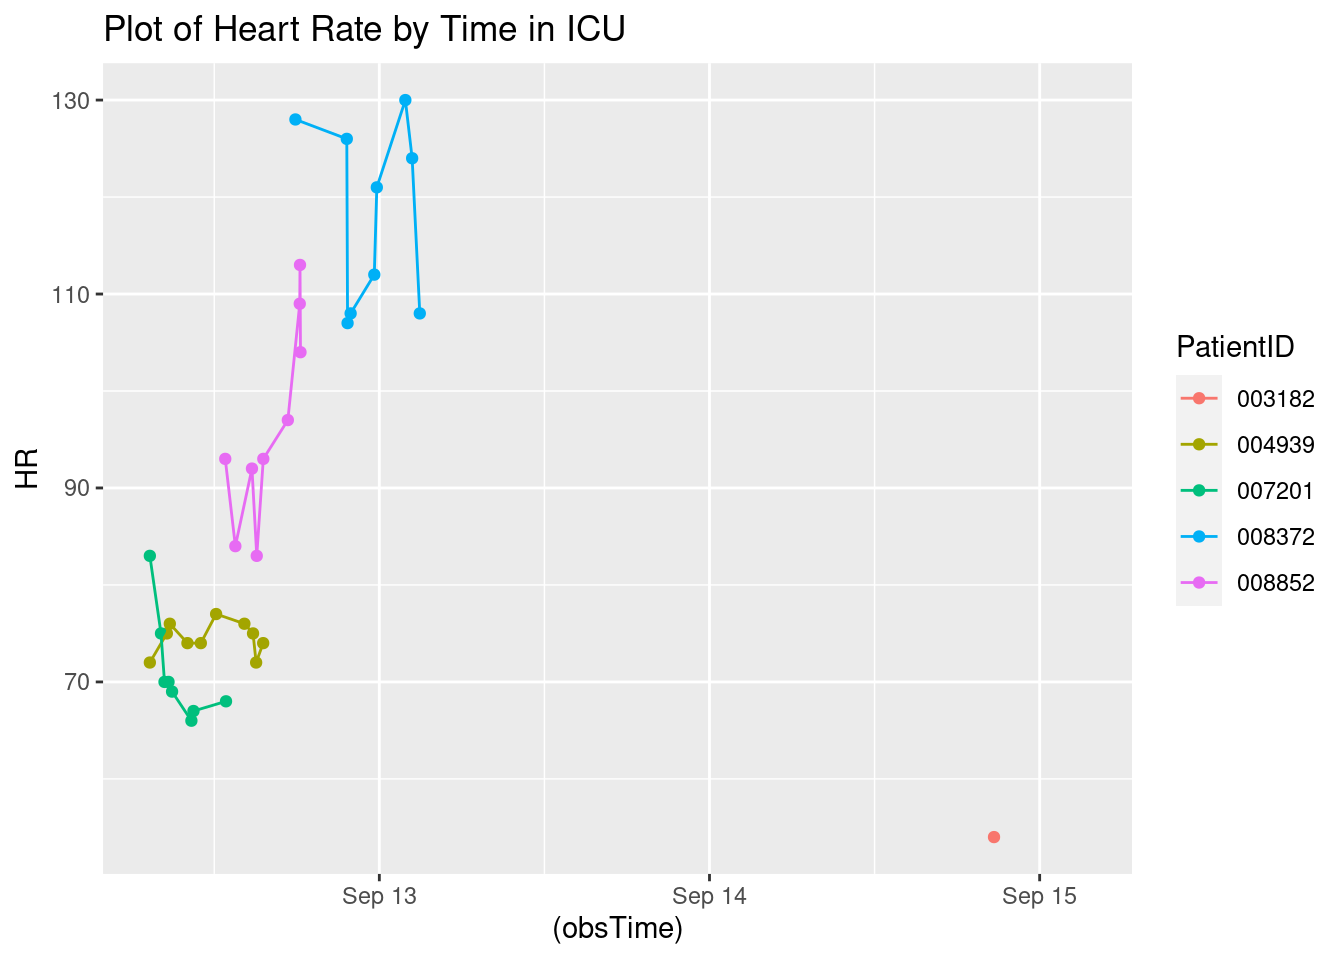 Plot of Heart Rate by Time in ICU
130
110
90
70
HR
Sep 13
Sep 14
Sep 15
(obsTime)
PatientID
003182
004939
007201
008372
008852